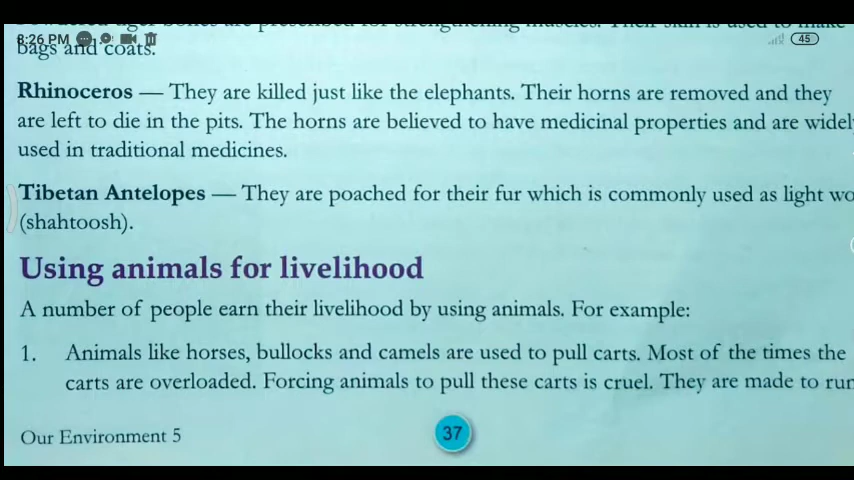 8:26 PM
45
bags and coats.
Rhinoceros — They are killed just like the elephants. Their horns are removed and they
are left to die in the pits. The horns are believed to have medicinal properties and are widel
used in traditional medicines.
Tibetan Antelopes — They are poached for their fur which is commonly used as light wo
(shahtoosh).
Using animals for livelihood
A number of people earn their livelihood by using animals. For example:
1. Animals like horses, bullocks and camels are used to pull carts. Most of the times the
carts are overloaded. Forcing animals to pull these carts is cruel. They are made to run
Our Environment 5
37